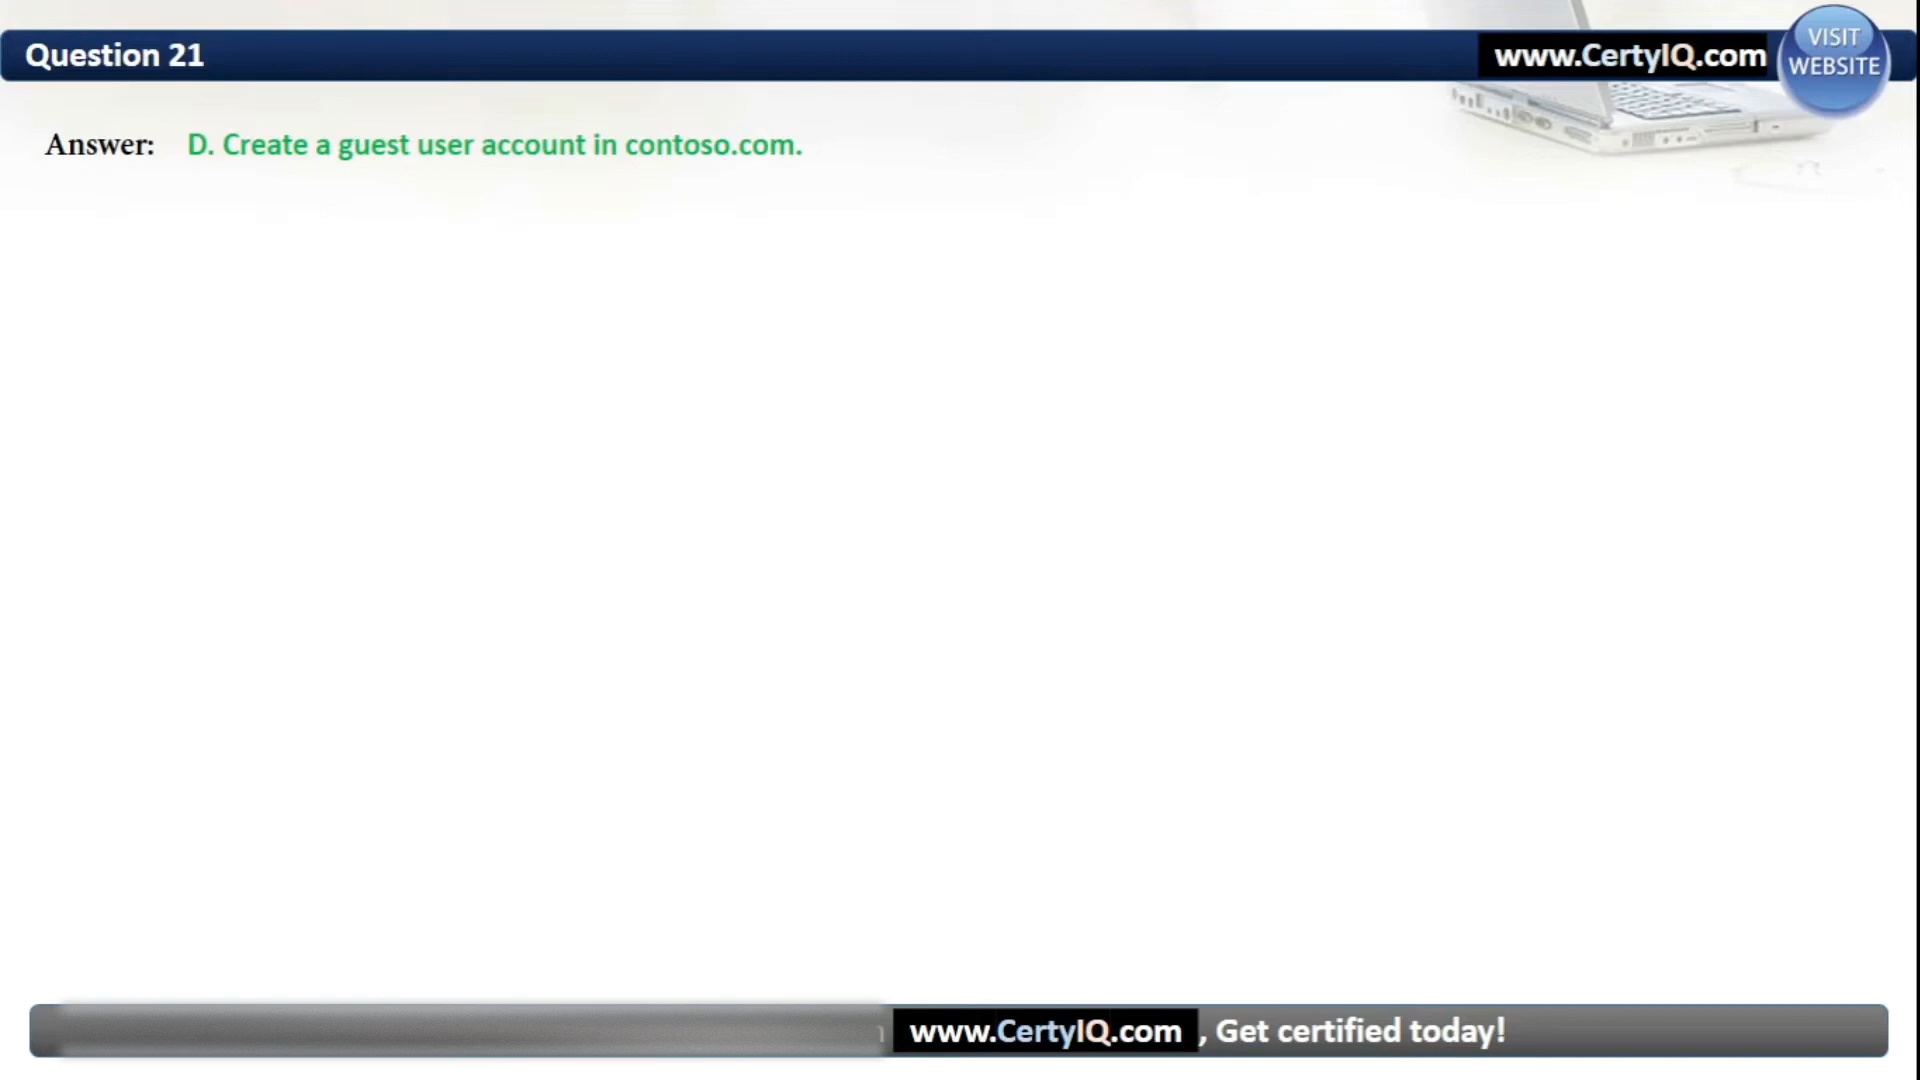 Question 21
www.CertyIQ.com
VISIT
WEBSITE
Answer: D. Create a guest user account in contoso.com.
www.CertyIQ.com , Get certified today!